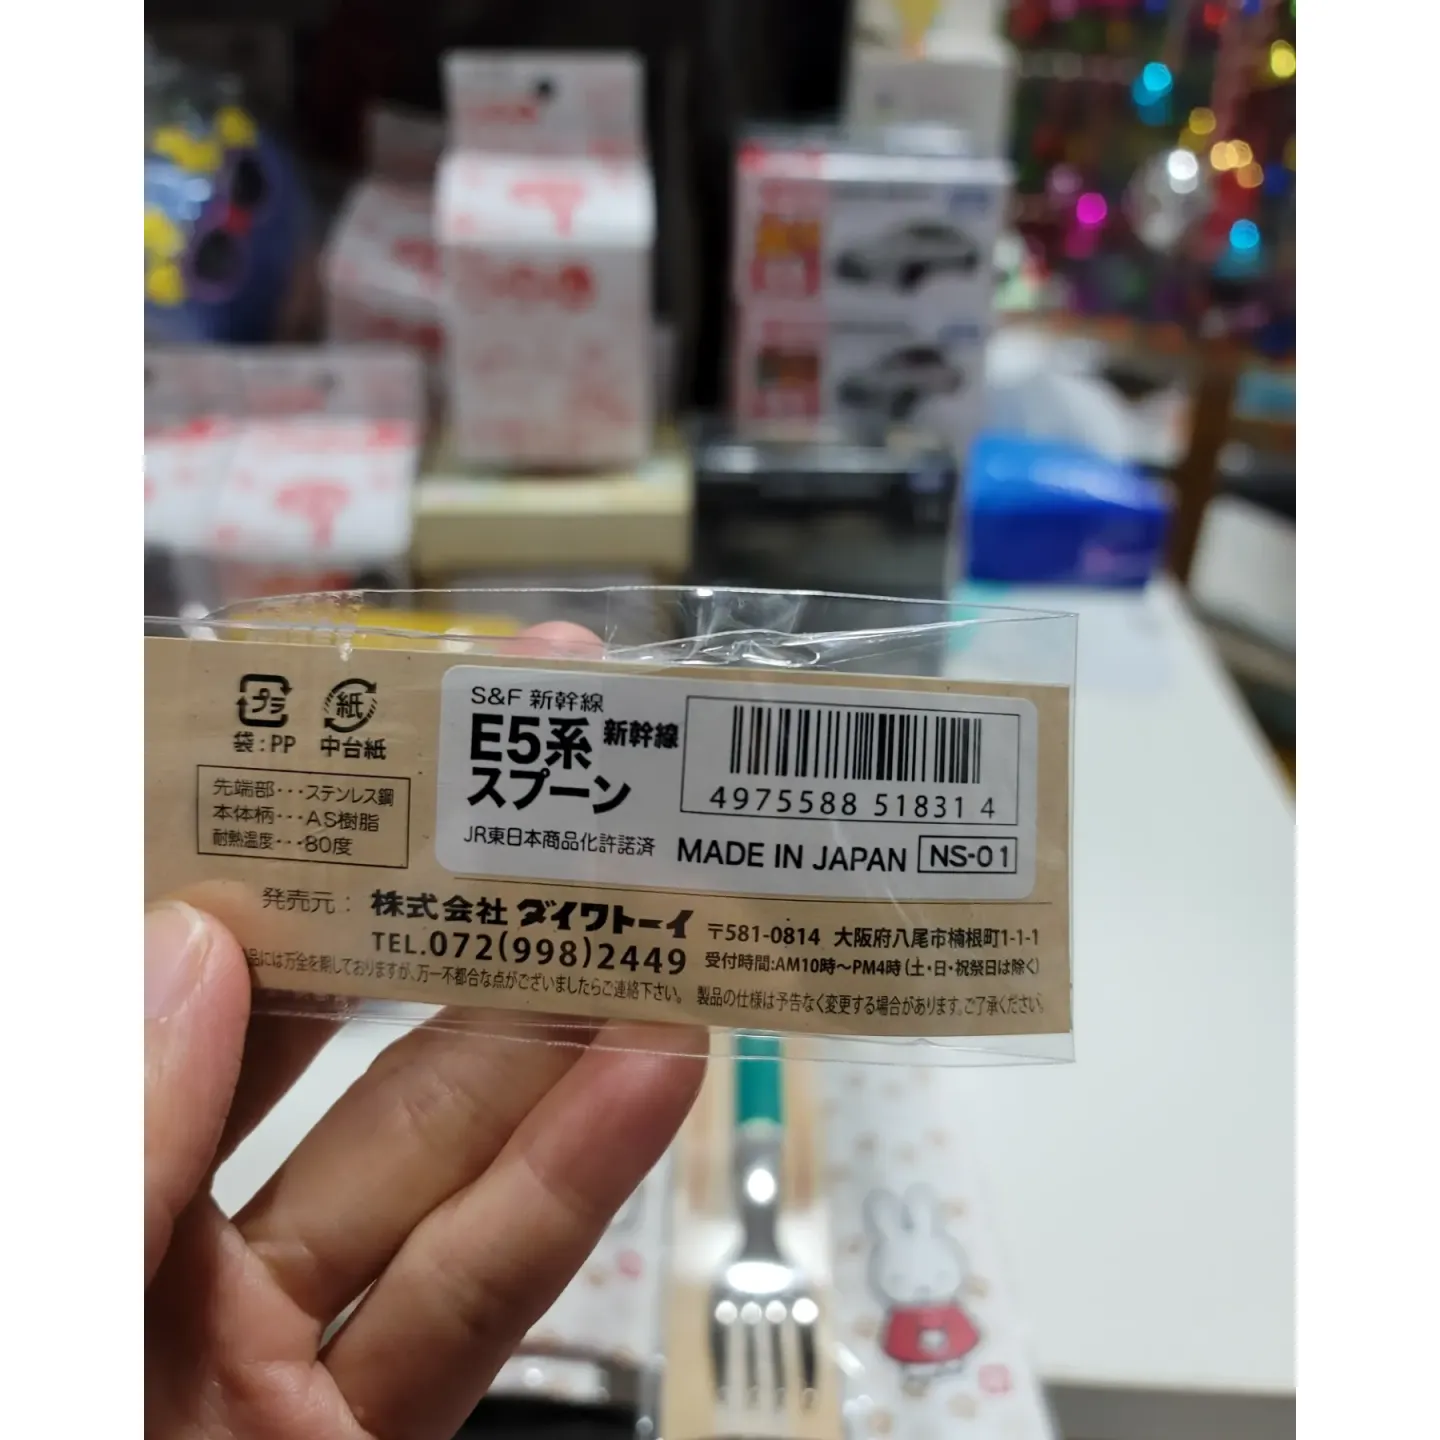 プラ
紙
袋:PP
中台紙
先端部･･･ステンレス鋼
本体柄･･･AS樹脂
耐熱温度･･･80度
S&F 新幹線
E5系 新幹線
スプーン
4975588 518314
JR東日本商品化許諾済
MADE IN JAPAN
NS-01
発売元: 株式会社 ダイワトーイ
TEL.072(998)2449
〒581-0814 大阪府八尾市楠根町1-1-1
受付時間:AM10時〜PM4時(土・日・祝祭日は除く)
品には万全を期しておりますが、万一不都合な点がございましたらご連絡下さい。
製品の仕様は予告なく変更する場合があります。ご了承ください。